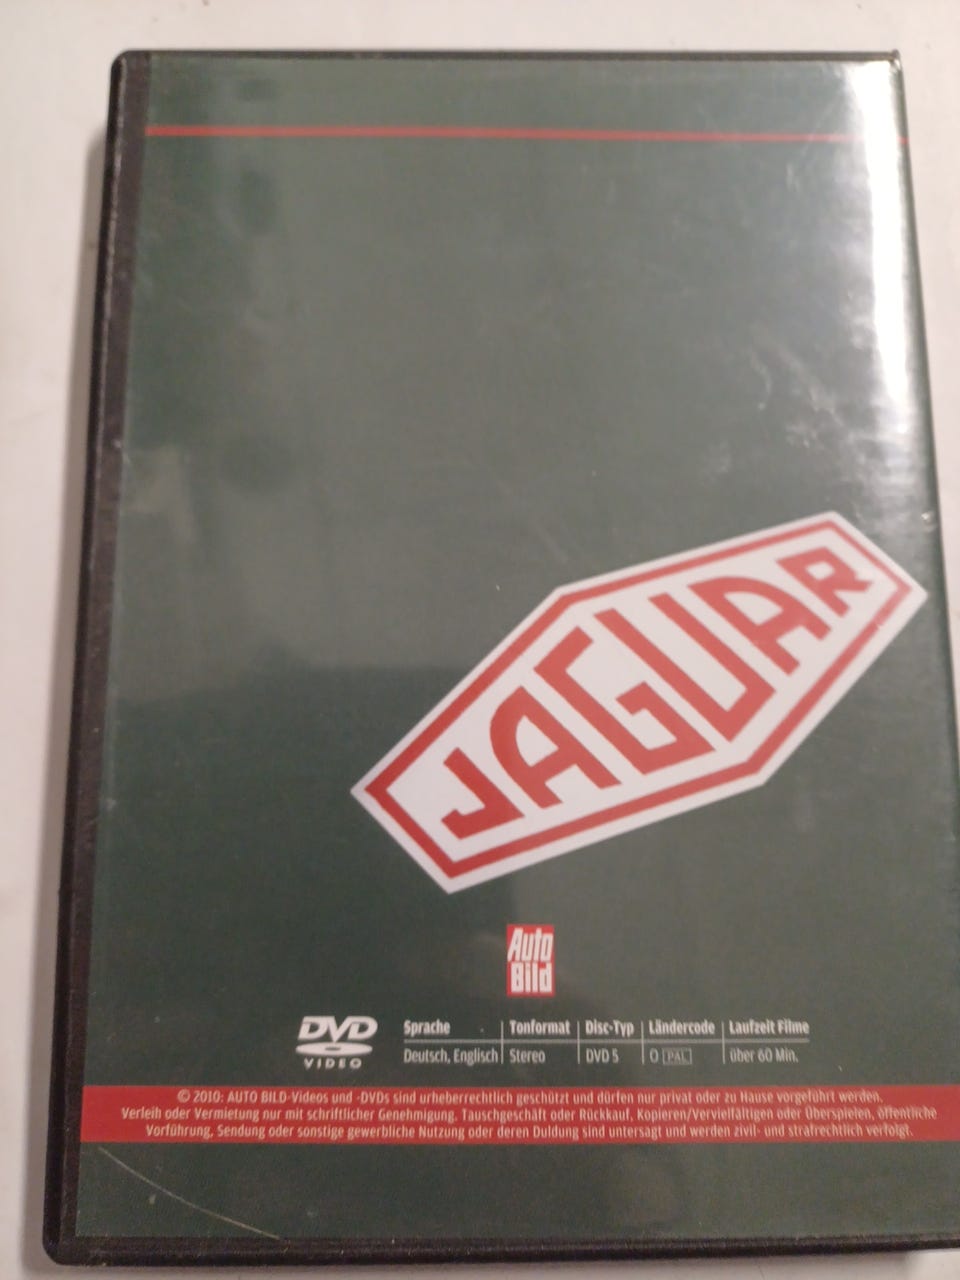 JAGUAR
Auto
Bild
DVD
VIDEO
Sprache Tonformat Disc-Typ Ländercode Laufzeit Filme
Deutsch, Englisch Stereo DVD 5 0 PAL über 60 Min.
© 2010: AUTO BILD-Videos und -DVDs sind urheberrechtlich geschützt und dürfen nur privat oder zu Hause vorgeführt werden.
Verleih oder Vermietung nur mit schriftlicher Genehmigung. Tauschgeschäft oder Rückkauf, Kopieren/Vervielfältigen oder Überspielen, öffentliche
Vorführung, Sendung oder sonstige gewerbliche Nutzung oder deren Duldung sind untersagt und werden zivil- und strafrechtlich verfolgt.